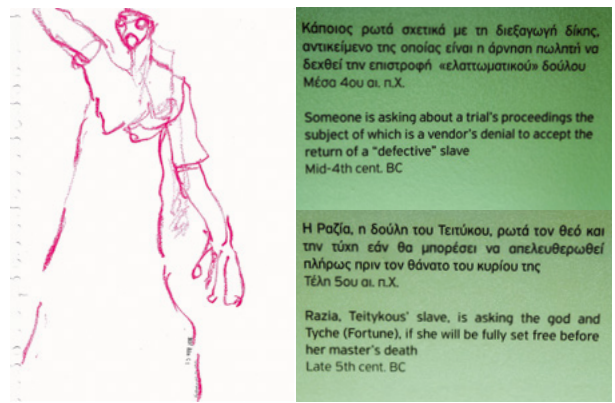 Κάποιος ρωτά σχετικά με τη διεξαγωγή δίκης,
αντικείμενο της οποίας είναι η άρνηση πωλητή να
δεχθεί την επιστροφή «ελαττωματικού» δούλου
Μέσα 4ου αι. π.Χ.
Someone is asking about a trial's proceedings the
subject of which is a vendor's denial to accept the
return of a "defective" slave
Mid-4th cent. BC
Η Ραζία, η δούλη του Τειτύκου, ρωτά τον θεό και
την τύχη εάν θα μπορέσει να απελευθερωθεί
πλήρως πριν τον θάνατο του κυρίου της
Τέλη 5ου αι. π.Χ.
Razia, Teitykous' slave, is asking the god and
Tyche (Fortune), if she will be fully set free before
her master's death
Late 5th cent. BC